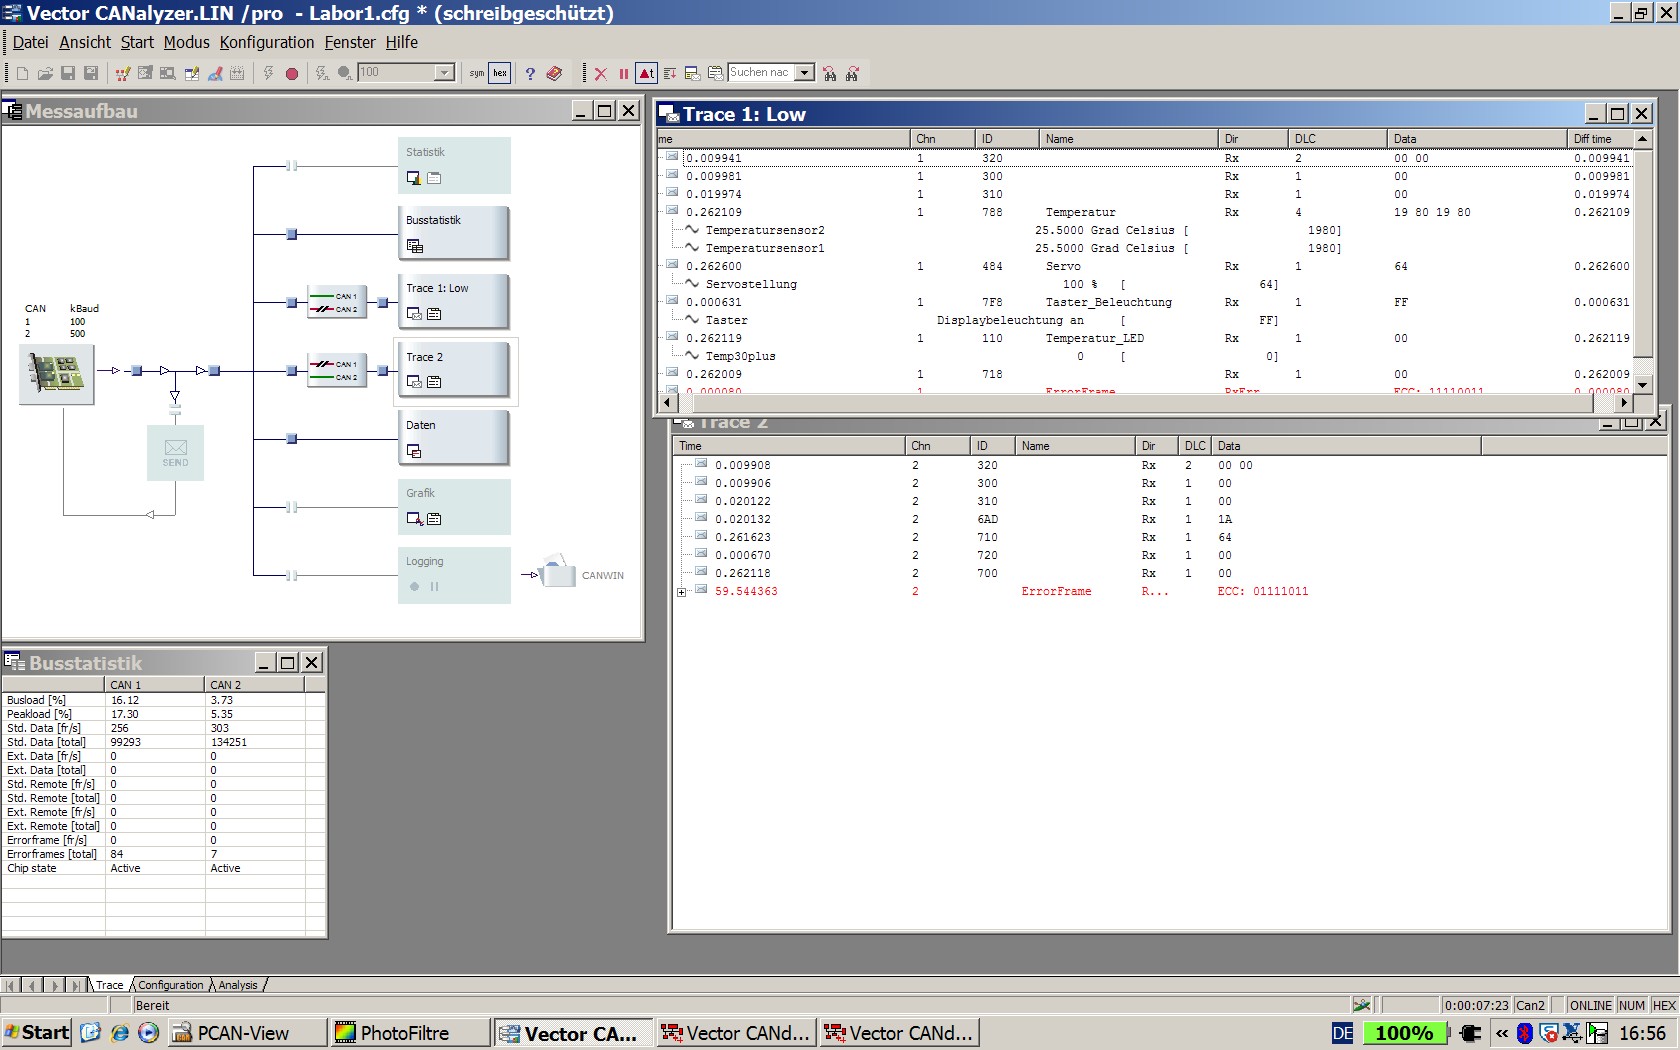 Vector CANalyzer.LIN /pro - Labor1.cfg * (schreibgeschützt)
Datei Ansicht Start Modus Konfiguration Fenster Hilfe
100 sym hex Suchen nac
Messaufbau
Statistik
Busstatistik
Trace 1: Low
CAN 1
CAN 2
Trace 2
CAN 1
CAN 2
Daten
Grafik
Logging
CANWIN
CAN kBaud
1 100
2 500
SEND
Trace 1: Low
me Chn ID Name Dir DLC Data Diff time
0.009941 1 320 Rx 2 00 00 0.009941
0.009981 1 300 Rx 1 00 0.009981
0.019974 1 310 Rx 1 00 0.019974
0.262109 1 788 Temperatur Rx 4 19 80 19 80 0.262109
Temperatursensor2 25.5000 Grad Celsius [ 1980]
Temperatursensor1 25.5000 Grad Celsius [ 1980]
0.262600 1 484 Servo Rx 1 64 0.262600
Servostellung 100 % [ 64]
0.000631 1 7F8 Taster_Beleuchtung Rx 1 FF 0.000631
Taster Displaybeleuchtung an [ FF]
0.262119 1 110 Temperatur_LED Rx 1 00 0.262119
Temp30plus 0 [ 0]
0.262009 1 718 Rx 1 00 0.262009
0.000080 1 ErrorFrame RxErr ECC: 11110011 0.000080
Trace 2
Time Chn ID Name Dir DLC Data
0.009908 2 320 Rx 2 00 00
0.009906 2 300 Rx 1 00
0.020122 2 310 Rx 1 00
0.020132 2 6AD Rx 1 1A
0.261623 2 710 Rx 1 64
0.000670 2 720 Rx 1 00
0.262118 2 700 Rx 1 00
59.544363 2 ErrorFrame R... ECC: 01111011
Busstatistik
CAN 1 CAN 2
Busload [%] 16.12 3.73
Peakload [%] 17.30 5.35
Std. Data [fr/s] 256 303
Std. Data [total] 99293 134251
Ext. Data [fr/s] 0 0
Ext. Data [total] 0 0
Std. Remote [fr/s] 0 0
Std. Remote [total] 0 0
Ext. Remote [fr/s] 0 0
Ext. Remote [total] 0 0
Errorframe [fr/s] 0 0
Errorframes [total] 84 7
Chip state Active Active
Trace Configuration Analysis
Bereit 0:00:07:23 Can2 ONLINE NUM HEX
Start PCAN-View PhotoFiltre Vector CA... Vector CANd... Vector CANd... DE 100% « 16:56